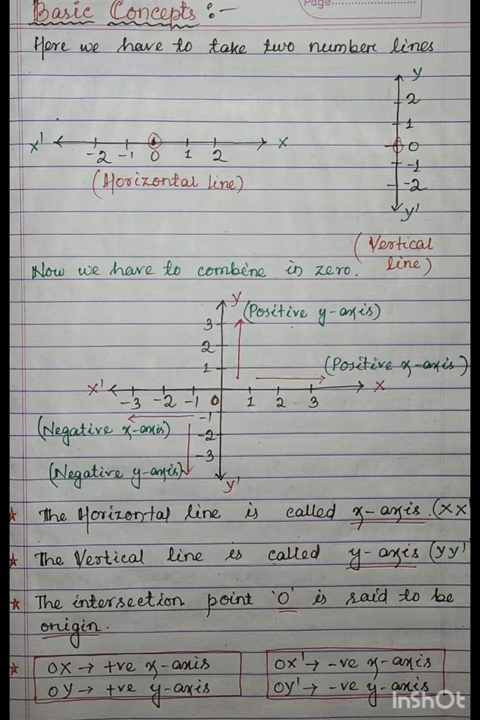 Page
Basic Concepts :-
Here we have to take two number lines
y
2
1
0
-1
-2
y'
x' -2 -1 0 1 2 x
(Horizontal line)
(Vertical line)
Now we have to combine in zero.
y
(Positive y-axis)
3
2
1
(Positive x-axis)
x' -3 -2 -1 0 1 2 3 x
-1
(Negative x-axis)
-2
-3
(Negative y-axis)
y'
★ The Horizontal line is called x-axis. (xx'
★ The Vertical line is called y-axis (yy'
★ The intersection point '0' is said to be
origin.
★ OX → +ve x-axis
OY → +ve y-axis
OX' → -ve x-axis
OY' → -ve y-axis
InShOt